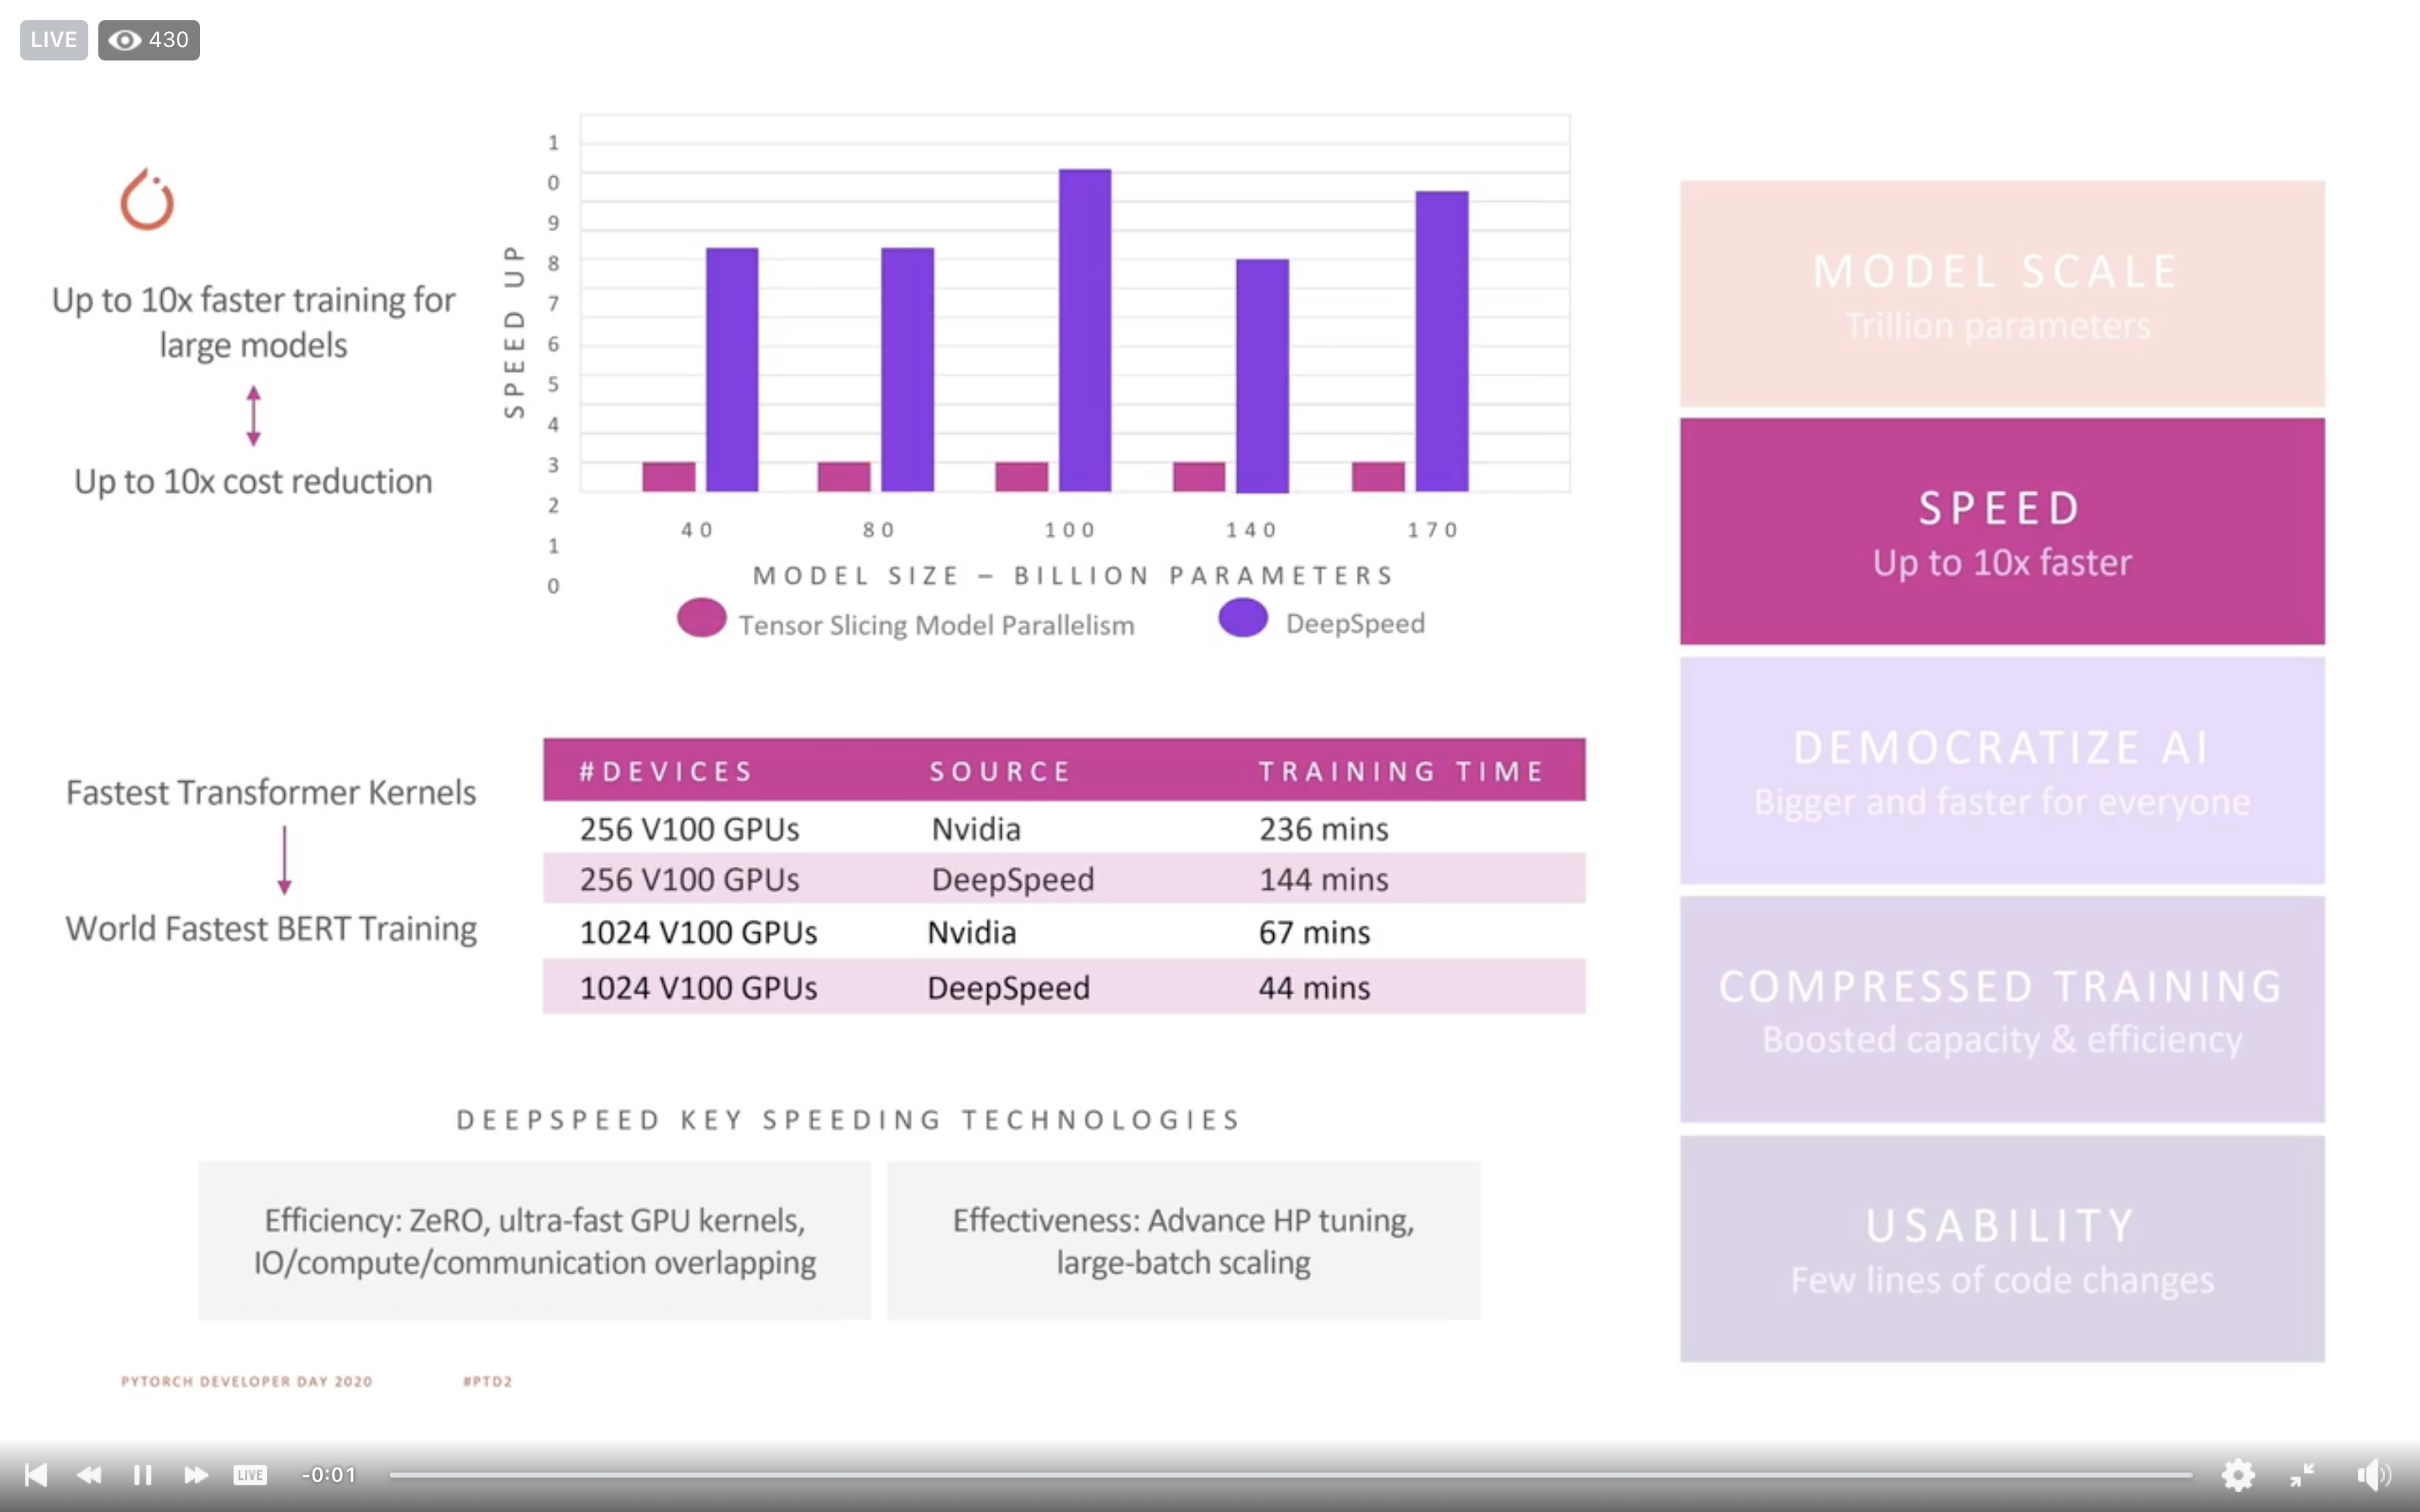 LIVE 430
Up to 10x faster training for
large models
Up to 10x cost reduction
SPEED UP
1
0
9
8
7
6
5
4
3
2
1
0
40 80 100 140 170
MODEL SIZE – BILLION PARAMETERS
Tensor Slicing Model Parallelism DeepSpeed
Fastest Transformer Kernels
World Fastest BERT Training
#DEVICES SOURCE TRAINING TIME
256 V100 GPUs Nvidia 236 mins
256 V100 GPUs DeepSpeed 144 mins
1024 V100 GPUs Nvidia 67 mins
1024 V100 GPUs DeepSpeed 44 mins
DEEPSPEED KEY SPEEDING TECHNOLOGIES
Efficiency: ZeRO, ultra-fast GPU kernels,
IO/compute/communication overlapping
Effectiveness: Advance HP tuning,
large-batch scaling
MODEL SCALE
Trillion parameters
SPEED
Up to 10x faster
DEMOCRATIZE AI
Bigger and faster for everyone
COMPRESSED TRAINING
Boosted capacity & efficiency
USABILITY
Few lines of code changes
PYTORCH DEVELOPER DAY 2020 #PTD2
LIVE -0:01